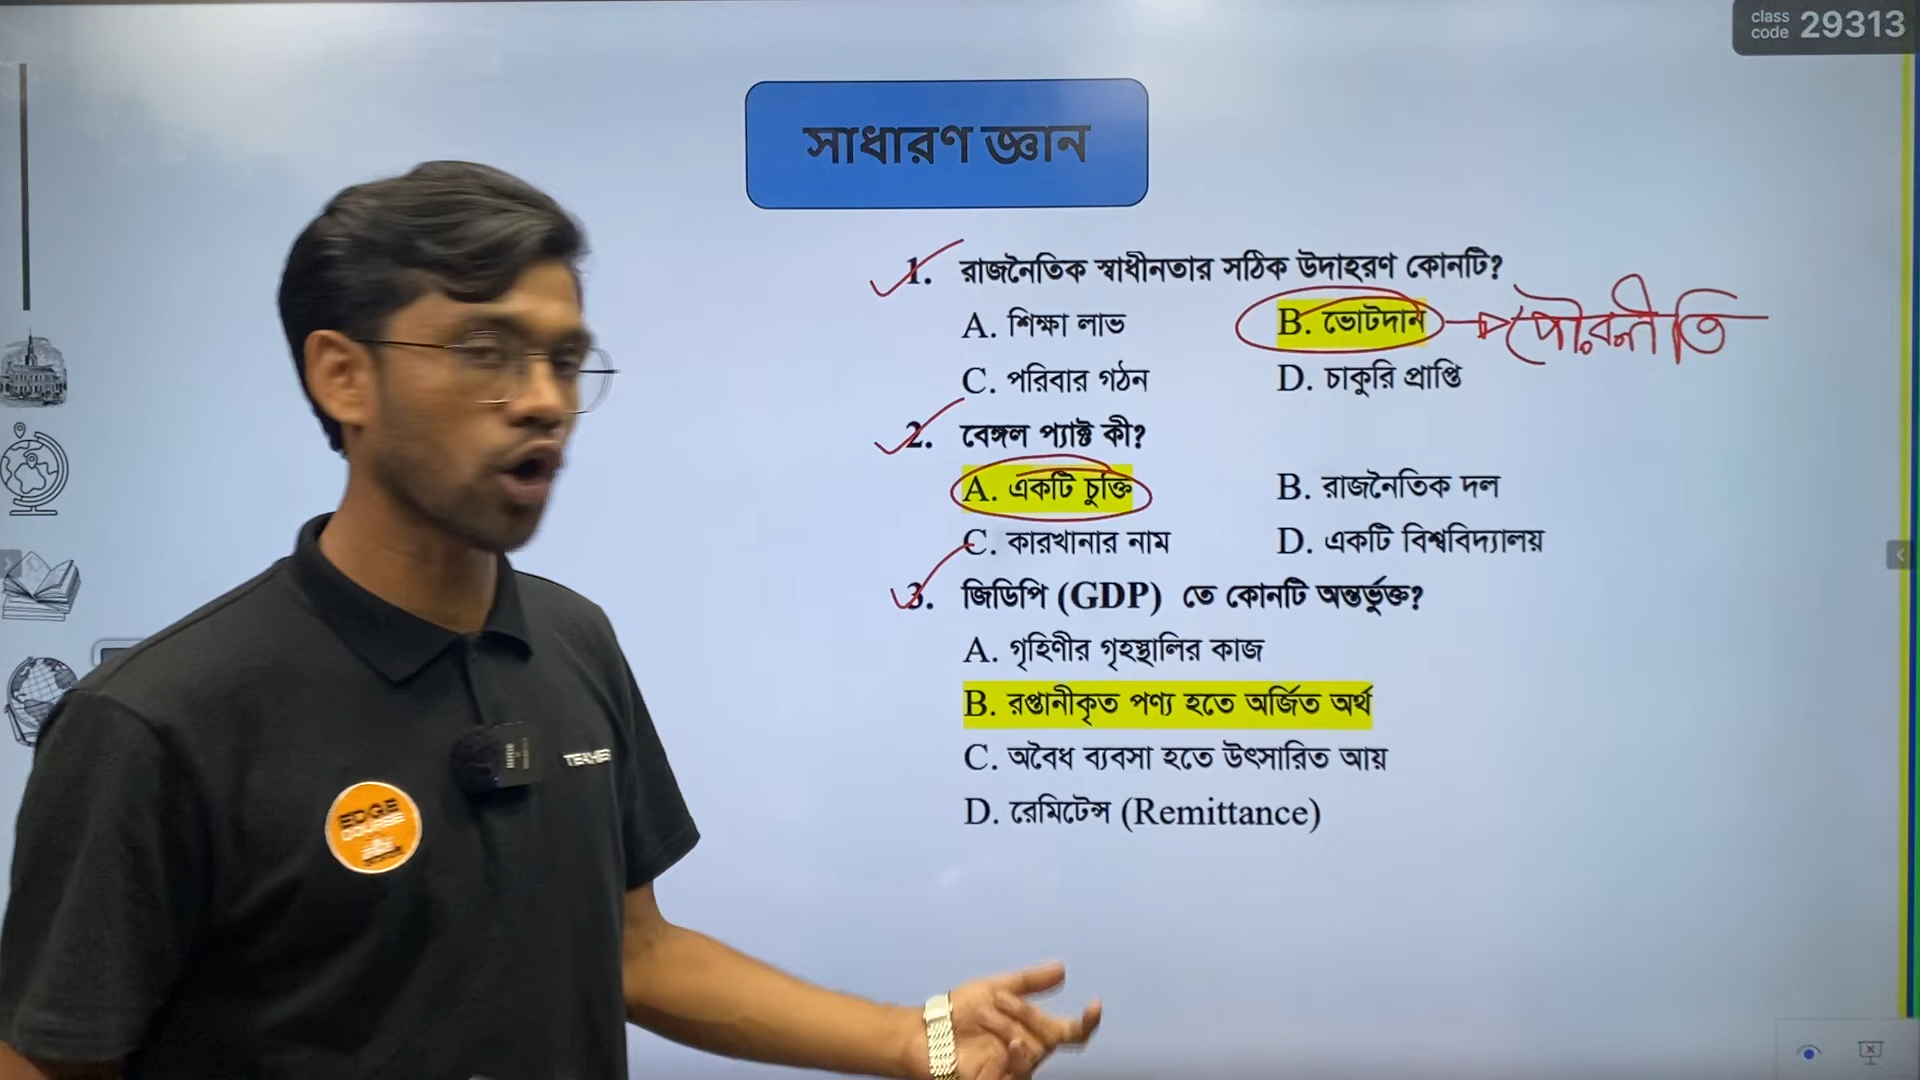 class code 29313
সাধারণ জ্ঞান
1. রাজনৈতিক স্বাধীনতার সঠিক উদাহরণ কোনটি?
A. শিক্ষা লাভ B. ভোটদান পৌরনীতি
C. পরিবার গঠন D. চাকুরি প্রাপ্তি
2. বেঙ্গল প্যাক্ট কী?
A. একটি চুক্তি B. রাজনৈতিক দল
C. কারখানার নাম D. একটি বিশ্ববিদ্যালয়
3. জিডিপি (GDP) তে কোনটি অন্তর্ভুক্ত?
A. গৃহিণীর গৃহস্থালির কাজ
B. রপ্তানীকৃত পণ্য হতে অর্জিত অর্থ
C. অবৈধ ব্যবসা হতে উৎসারিত আয়
D. রেমিটেন্স (Remittance)
EDGE
COURSE